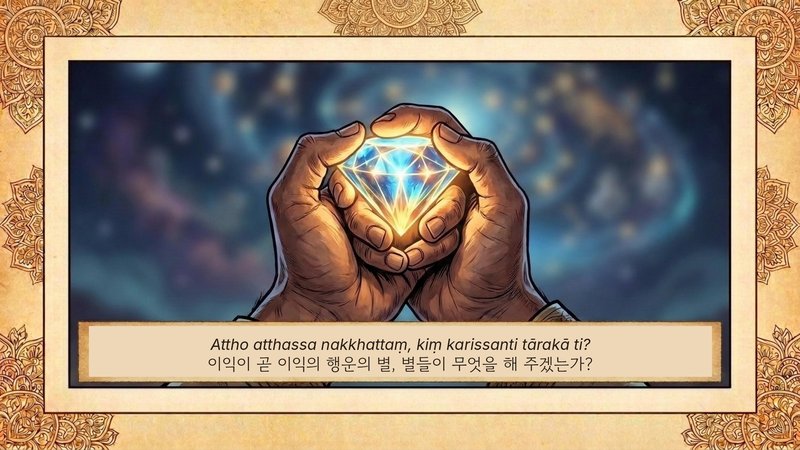 Attho atthassa nakkhattaṃ, kiṃ karissanti tārakā ti?
이익이 곧 이익의 행운의 별, 별들이 무엇을 해 주겠는가?